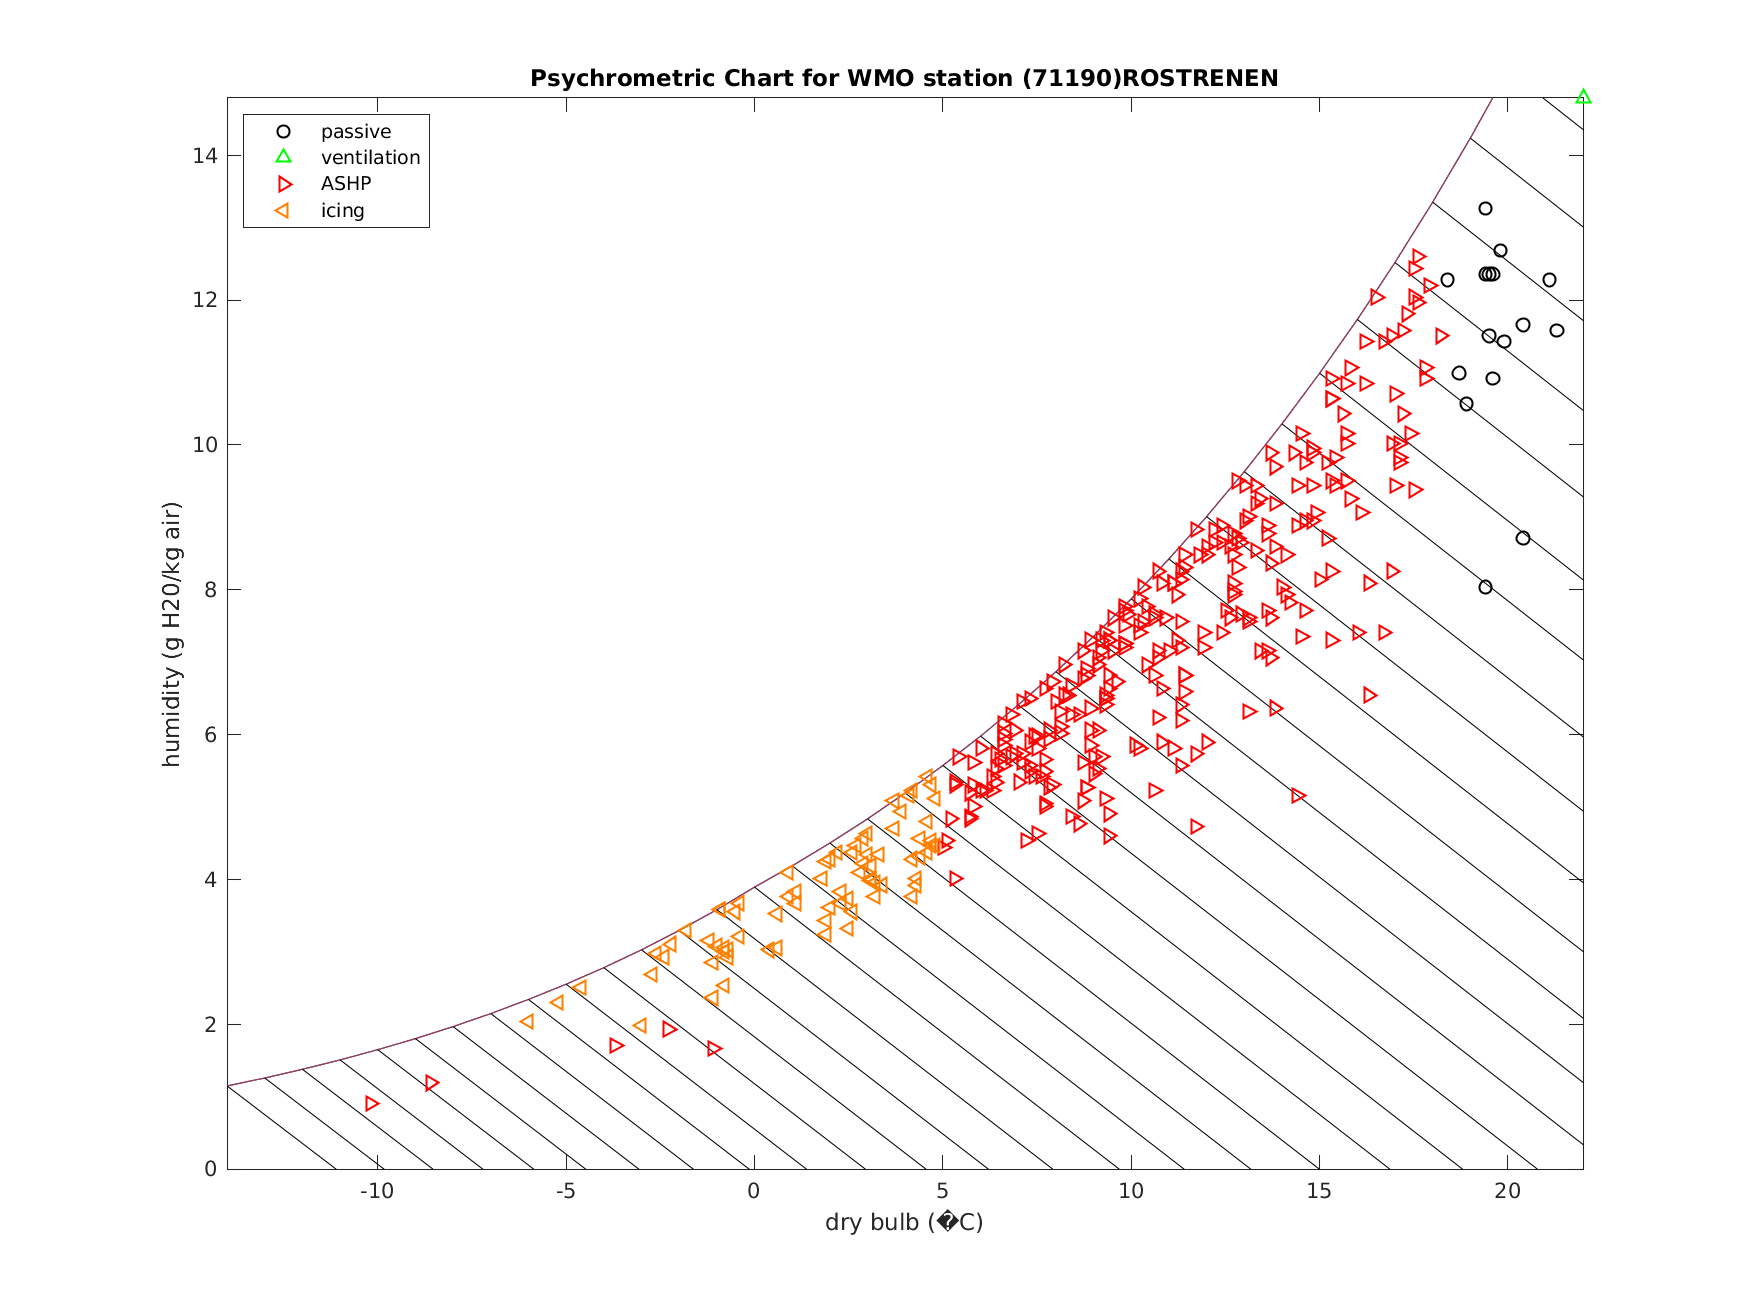 Psychrometric Chart for WMO station (71190)ROSTRENEN
passive
ventilation
ASHP
icing
14
12
10
8
6
4
2
0
humidity (g H20/kg air)
-10 -5 0 5 10 15 20
dry bulb (�C)